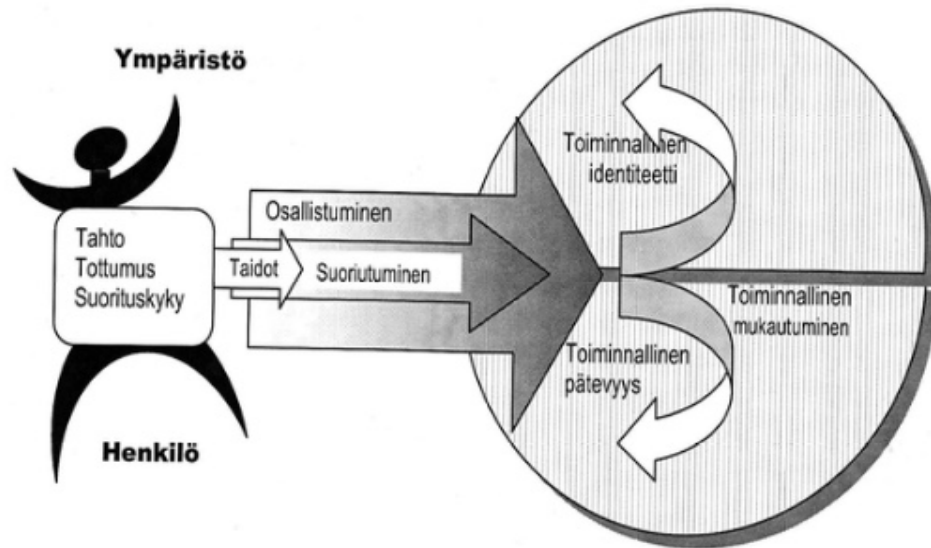 Ympäristö
Tahto
Tottumus
Suorituskyky
Henkilö
Taidot
Osallistuminen
Suoriutuminen
Toiminnallinen
identiteetti
Toiminnallinen
mukautuminen
Toiminnallinen
pätevyys